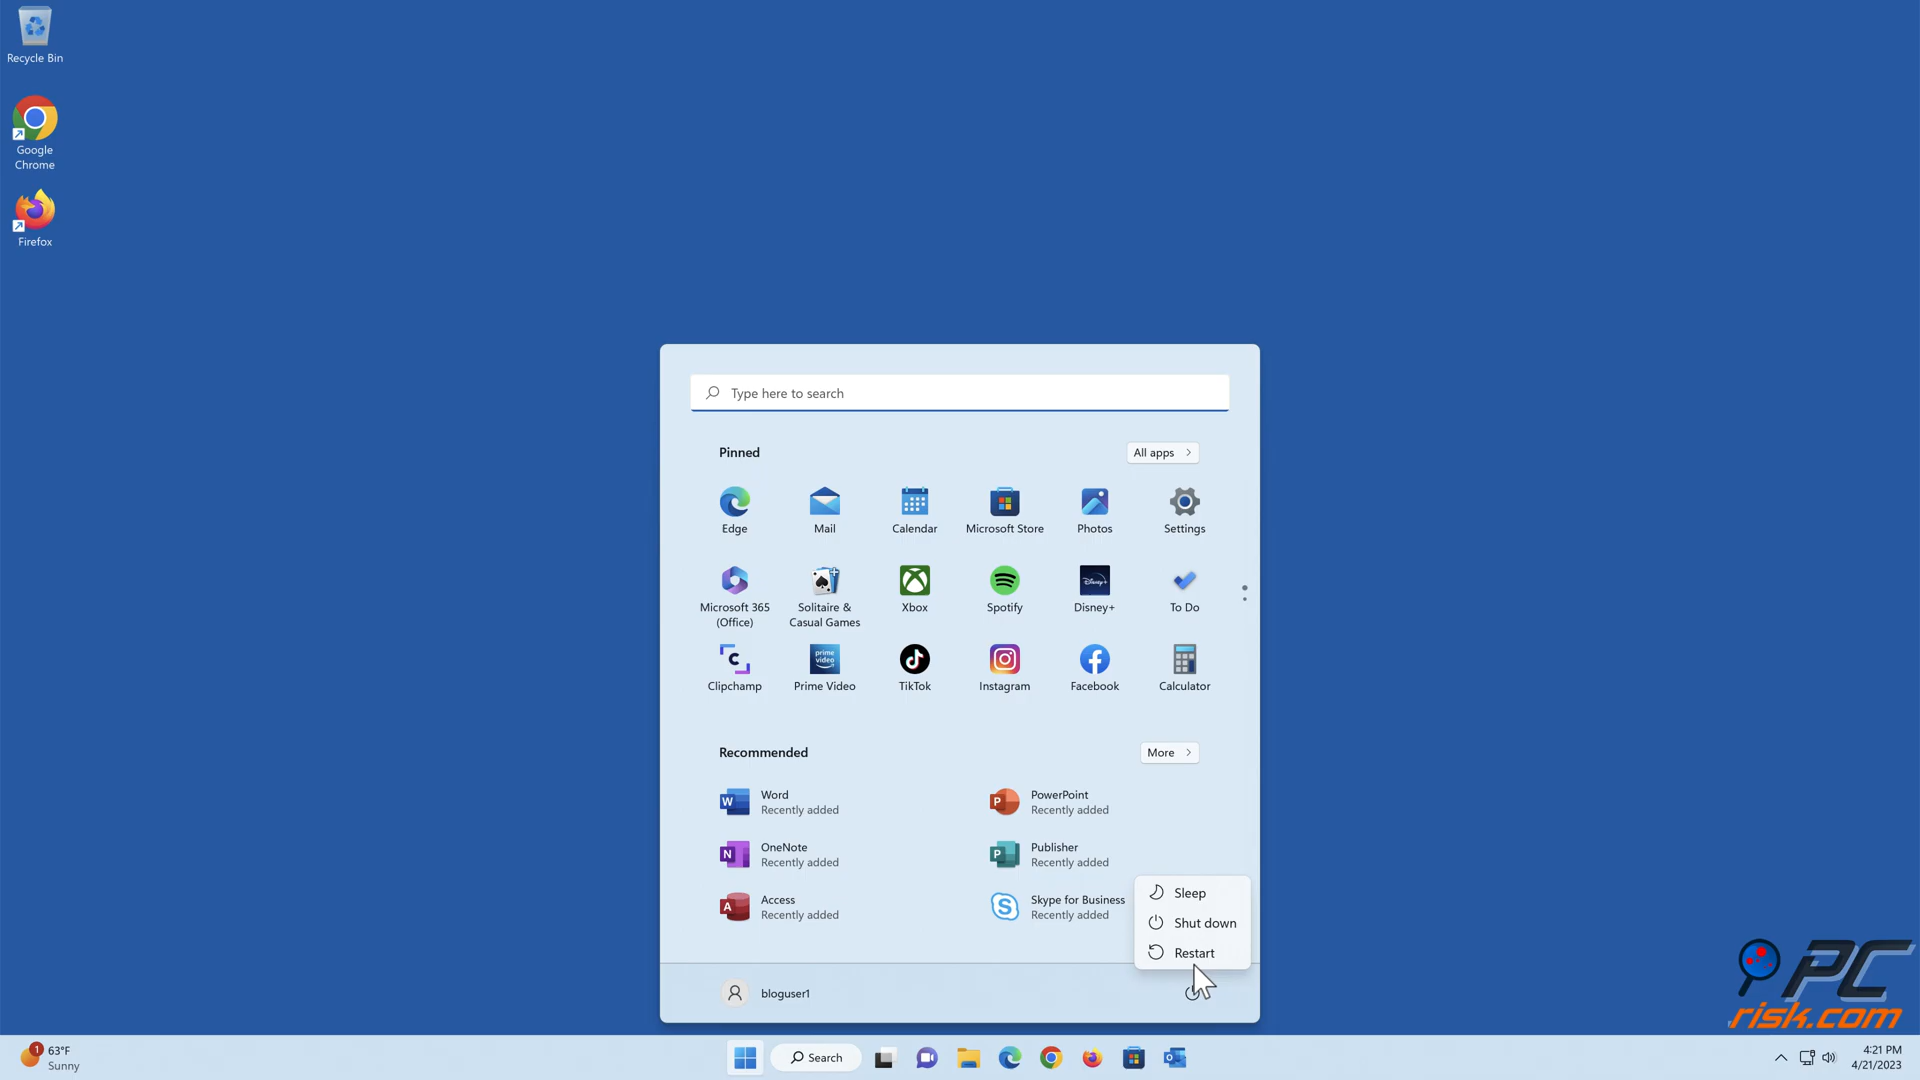 Recycle Bin
Google
Chrome
Firefox
Type here to search
Pinned
All apps
Edge
Mail
Calendar
Microsoft Store
Photos
Settings
Microsoft 365
(Office)
Solitaire &
Casual Games
Xbox
Spotify
Disney+
Disney+
To Do
C
Clipchamp
prime
video
Prime Video
TikTok
Instagram
Facebook
Calculator
Recommended
More
W
Word
Recently added
P
PowerPoint
Recently added
N
OneNote
Recently added
P
Publisher
Recently added
A
Access
Recently added
S
Skype for Business
Recently added
Sleep
Shut down
Restart
bloguser1
PC
risk.com
1
63°F
Sunny
Search
4:21 PM
4/21/2023